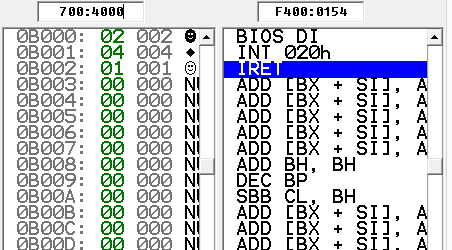 700:4000 F400:0154
0B000: 02 002 ☻ BIOS DI
0B001: 04 004 ♦ INT 020h
0B002: 01 001 ☺ IRET
0B003: 00 000 NU ADD [BX + SI], A
0B004: 00 000 NU ADD [BX + SI], A
0B005: 00 000 NU ADD [BX + SI], A
0B006: 00 000 NU ADD [BX + SI], A
0B007: 00 000 NU ADD [BX + SI], A
0B008: 00 000 NU ADD BH, BH
0B009: 00 000 NU DEC BP
0B00A: 00 000 NU SBB CL, BH
0B00B: 00 000 NU ADD [BX + SI], A
0B00C: 00 000 NU ADD [BX + SI], A
0B00D: 00 000 NU ADD [BX + SI], A